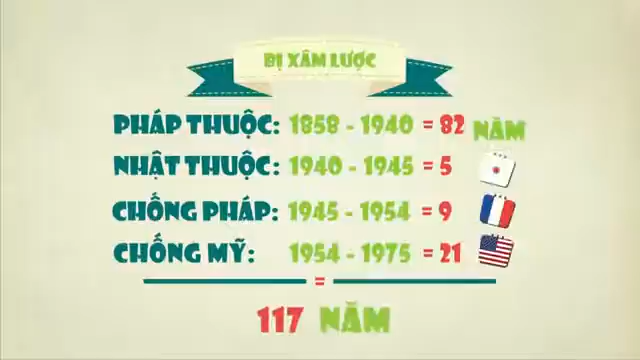 BỊ XÂM LƯỢC
PHÁP THUỘC: 1858 - 1940 = 82 NĂM
NHẬT THUỘC: 1940 - 1945 = 5
CHỐNG PHÁP: 1945 - 1954 = 9
CHỐNG MỸ: 1954 - 1975 = 21
=
117 NĂM